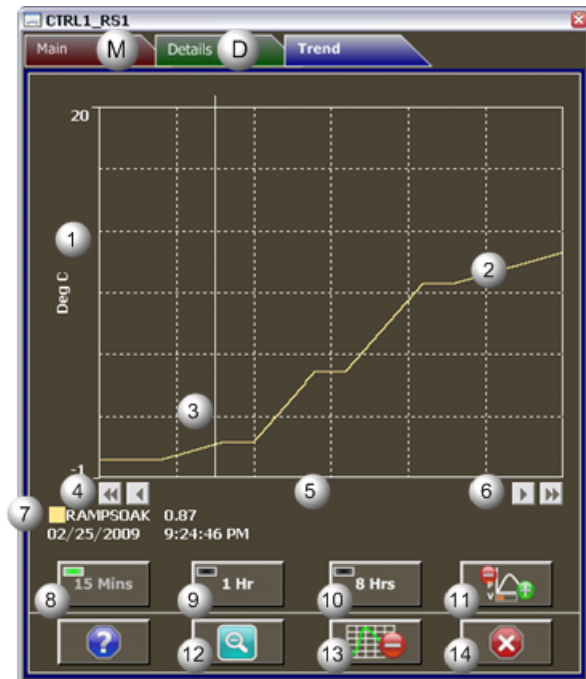 CTRL1_RS1
Main M Details D Trend
20
1
Deg C
2
3
-1
4 5 6
7 RAMPSOAK 0.87
02/25/2009 9:24:46 PM
15 Mins 1 Hr 8 Hrs
P
V
8 9 10 11
?
12 13 14